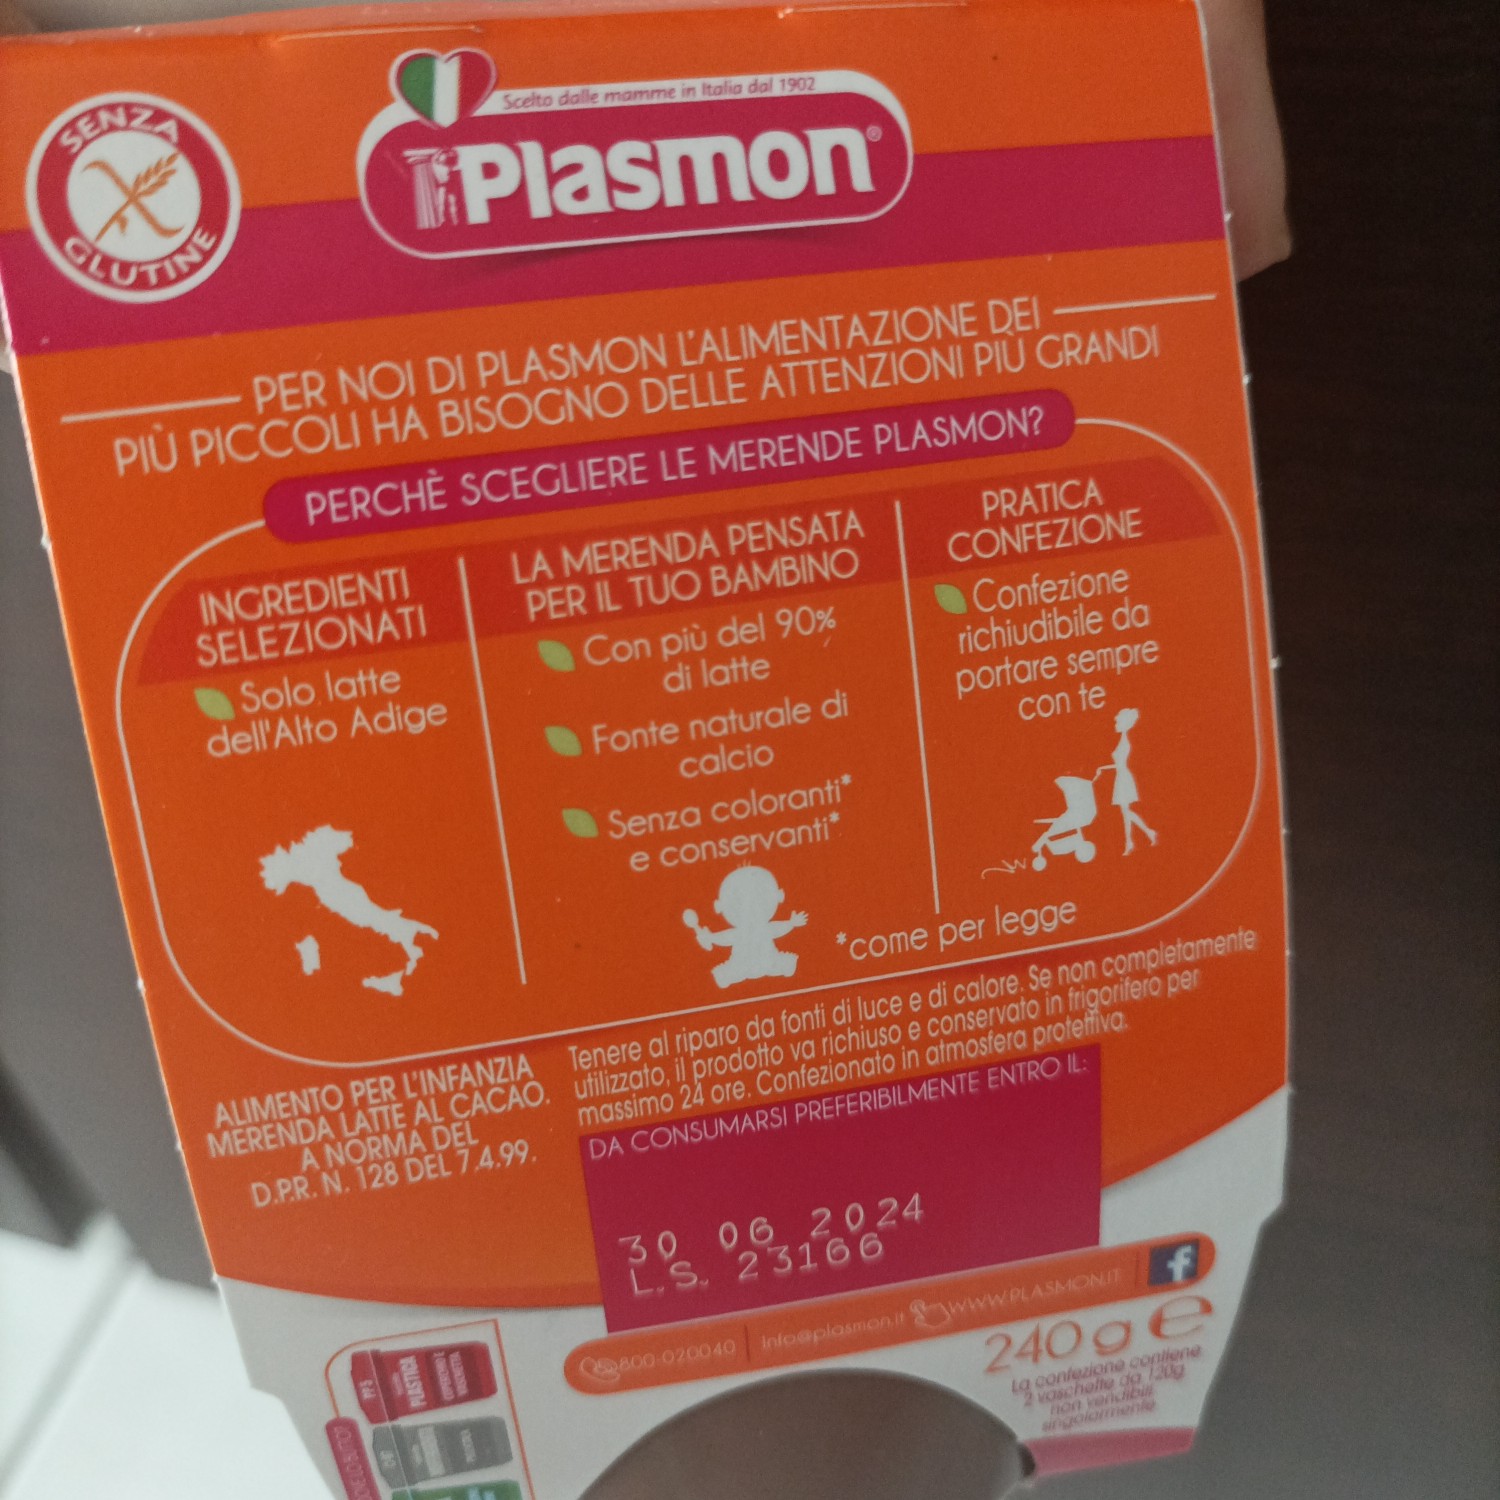 SENZA
GLUTINE
Scelto dalle mamme in Italia dal 1902
Plasmon®
PER NOI DI PLASMON L'ALIMENTAZIONE DEI
PIÙ PICCOLI HA BISOGNO DELLE ATTENZIONI PIÙ GRANDI
PERCHÈ SCEGLIERE LE MERENDE PLASMON?
INGREDIENTI
SELEZIONATI
Solo latte
dell'Alto Adige
LA MERENDA PENSATA
PER IL TUO BAMBINO
Con più del 90%
di latte
Fonte naturale di
calcio
Senza coloranti*
e conservanti*
PRATICA
CONFEZIONE
Confezione
richiudibile da
portare sempre
con te
*come per legge
ALIMENTO PER L'INFANZIA
MERENDA LATTE AL CACAO.
A NORMA DEL
D.P.R. N. 128 DEL 7.4.99.
Tenere al riparo da fonti di luce e di calore. Se non completamente
utilizzato, il prodotto va richiuso e conservato in frigorifero per
massimo 24 ore. Confezionato in atmosfera protettiva.
DA CONSUMARSI PREFERIBILMENTE ENTRO IL:
30 06 2024
L.S. 23166
800-020040
info@plasmon.it
WWW.PLASMON.IT
f
240 g e
La confezione contiene
2 vaschette da 120g
non vendibili
singolarmente